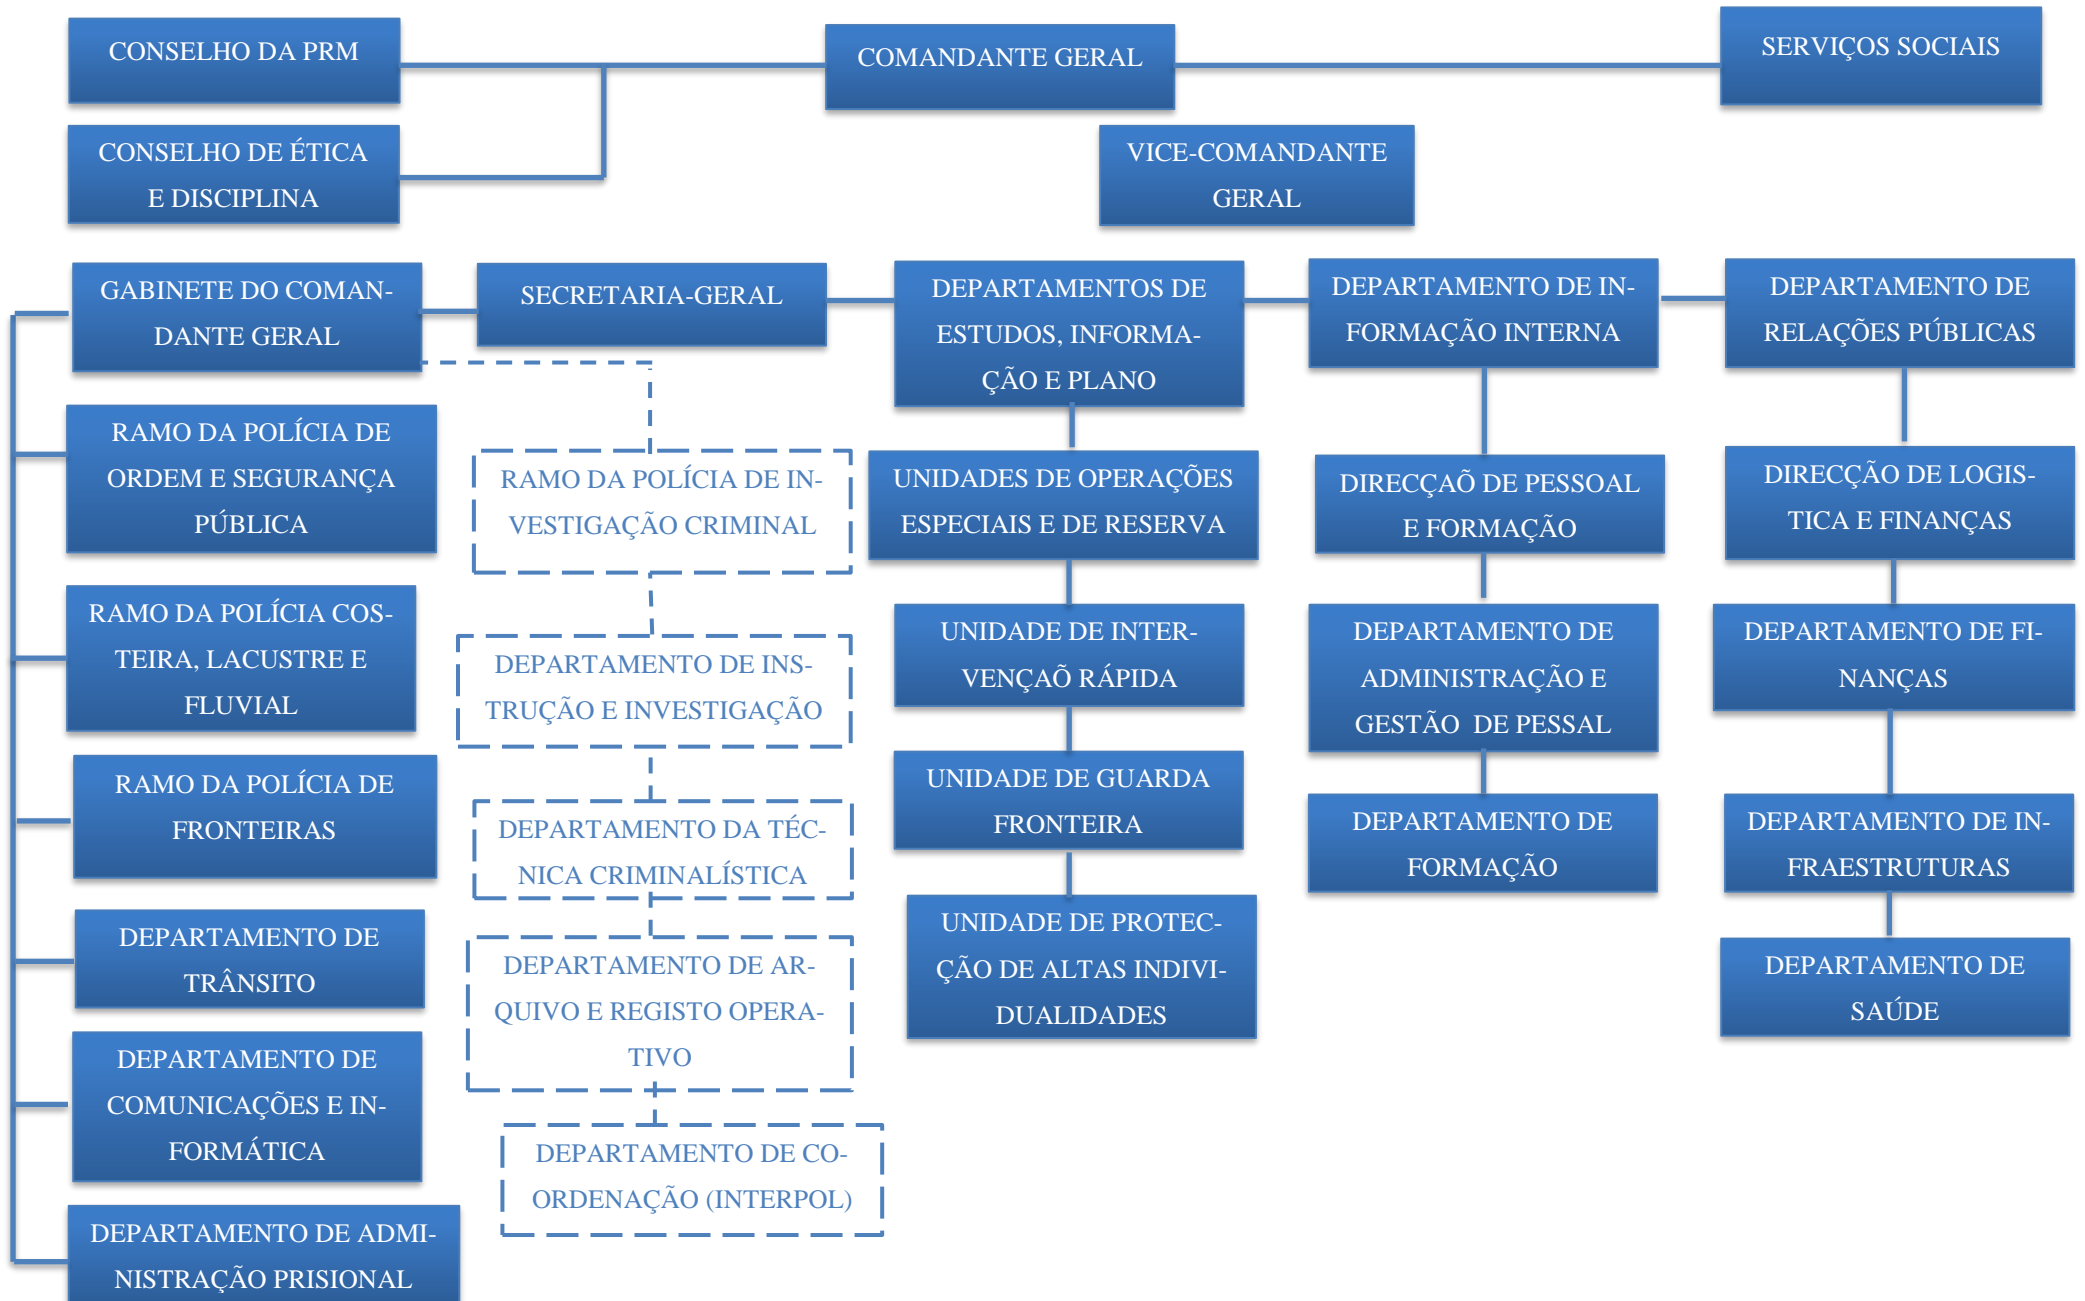 CONSELHO DA PRM
COMANDANTE GERAL
SERVIÇOS SOCIAIS
CONSELHO DE ÉTICA
E DISCIPLINA
VICE-COMANDANTE
GERAL
GABINETE DO COMAN-
DANTE GERAL
SECRETARIA-GERAL
DEPARTAMENTOS DE
ESTUDOS, INFORMA-
ÇÃO E PLANO
DEPARTAMENTO DE IN-
FORMAÇÃO INTERNA
DEPARTAMENTO DE
RELAÇÕES PÚBLICAS
RAMO DA POLÍCIA DE
ORDEM E SEGURANÇA
PÚBLICA
RAMO DA POLÍCIA COS-
TEIRA, LACUSTRE E
FLUVIAL
RAMO DA POLÍCIA DE
FRONTEIRAS
DEPARTAMENTO DE
TRÂNSITO
DEPARTAMENTO DE
COMUNICAÇÕES E IN-
FORMÁTICA
DEPARTAMENTO DE ADMI-
NISTRAÇÃO PRISIONAL
RAMO DA POLÍCIA DE IN-
VESTIGAÇÃO CRIMINAL
DEPARTAMENTO DE INS-
TRUÇÃO E INVESTIGAÇÃO
DEPARTAMENTO DA TÉC-
NICA CRIMINALÍSTICA
DEPARTAMENTO DE AR-
QUIVO E REGISTO OPERA-
TIVO
DEPARTAMENTO DE CO-
ORDENAÇÃO (INTERPOL)
UNIDADES DE OPERAÇÕES
ESPECIAIS E DE RESERVA
UNIDADE DE INTER-
VENÇAÕ RÁPIDA
UNIDADE DE GUARDA
FRONTEIRA
UNIDADE DE PROTEC-
ÇÃO DE ALTAS INDIVI-
DUALIDADES
DIRECÇAÕ DE PESSOAL
E FORMAÇÃO
DEPARTAMENTO DE
ADMINISTRAÇÃO E
GESTÃO  DE PESSAL
DEPARTAMENTO DE
FORMAÇÃO
DIRECÇÃO DE LOGIS-
TICA E FINANÇAS
DEPARTAMENTO DE FI-
NANÇAS
DEPARTAMENTO DE IN-
FRAESTRUTURAS
DEPARTAMENTO DE
SAÚDE